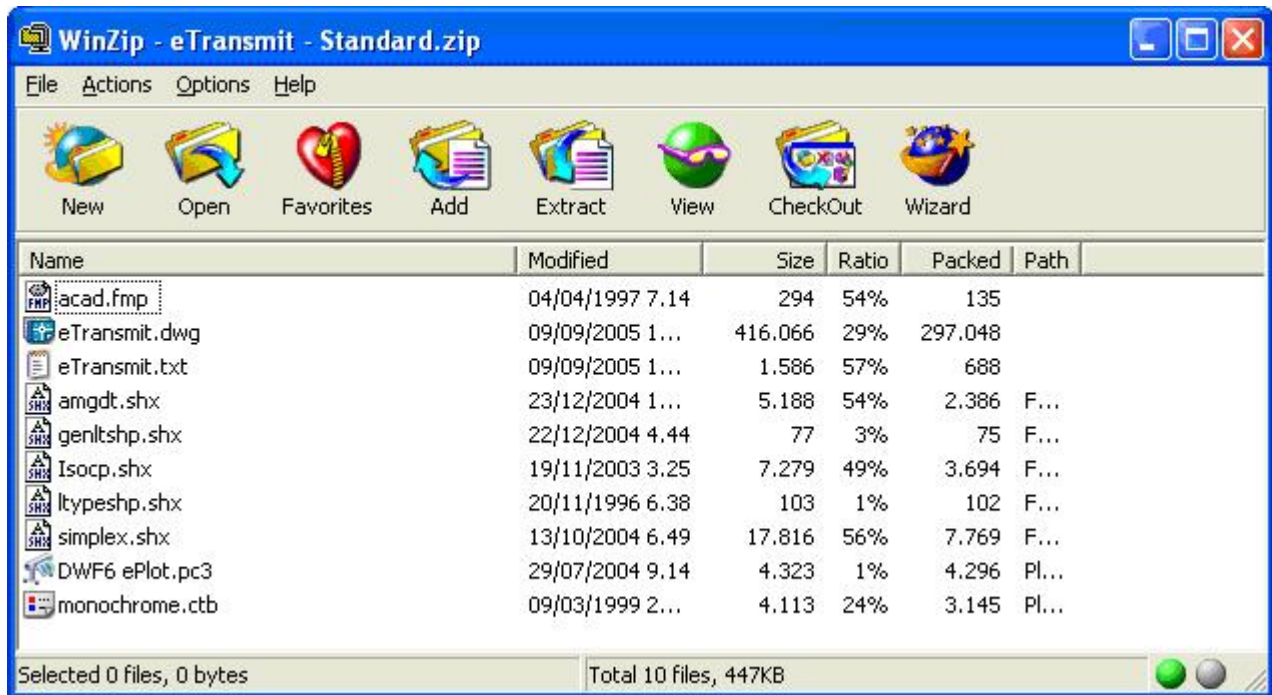 WinZip - eTransmit - Standard.zip
File Actions Options Help
New Open Favorites Add Extract View CheckOut Wizard
Name Modified Size Ratio Packed Path
acad.fmp 04/04/1997 7.14 294 54% 135
eTransmit.dwg 09/09/2005 1... 416.066 29% 297.048
eTransmit.txt 09/09/2005 1... 1.586 57% 688
amgdt.shx 23/12/2004 1... 5.188 54% 2.386 F...
genltshp.shx 22/12/2004 4.44 77 3% 75 F...
Isocp.shx 19/11/2003 3.25 7.279 49% 3.694 F...
ltypeshp.shx 20/11/1996 6.38 103 1% 102 F...
simplex.shx 13/10/2004 6.49 17.816 56% 7.769 F...
DWF6 ePlot.pc3 29/07/2004 9.14 4.323 1% 4.296 Pl...
monochrome.ctb 09/03/1999 2... 4.113 24% 3.145 Pl...
Selected 0 files, 0 bytes Total 10 files, 447KB